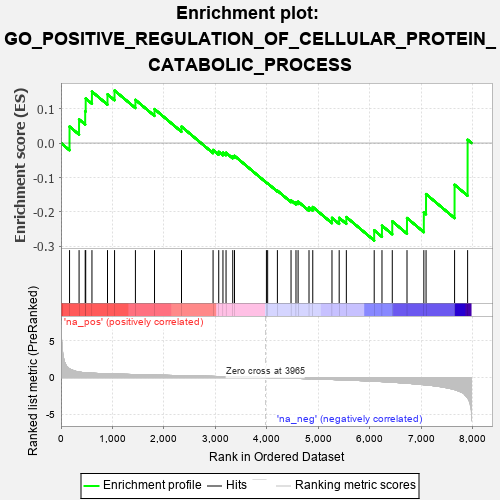 Enrichment plot:
GO_POSITIVE_REGULATION_OF_CELLULAR_PROTEIN_
CATABOLIC_PROCESS
Enrichment score (ES)
0.1
0.0
-0.1
-0.2
-0.3
'na_pos' (positively correlated)
Ranked list metric (PreRanked)
5
0
-5
Zero cross at 3965
'na_neg' (negatively correlated)
0
1,000
2,000
3,000
4,000
5,000
6,000
7,000
8,000
Rank in Ordered Dataset
Enrichment profile
Hits
Ranking metric scores